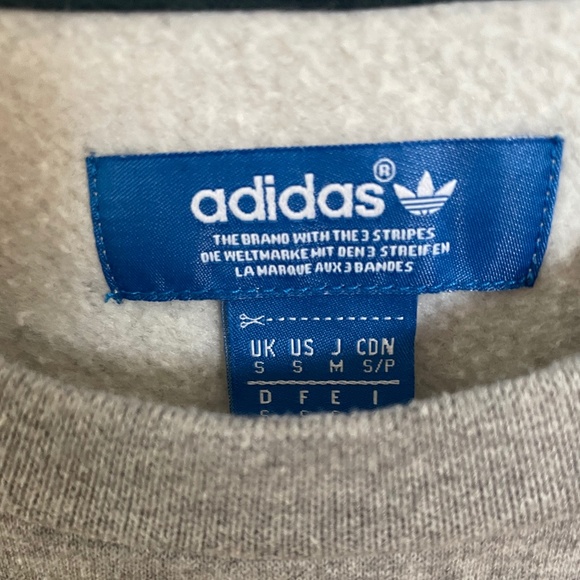 adidas®
THE BRAND WITH THE 3 STRIPES
DIE WELTMARKE MIT DEN 3 STREIFEN
LA MARQUE AUX 3 BANDES
UK US J CDN
S S M S/P
D F E I